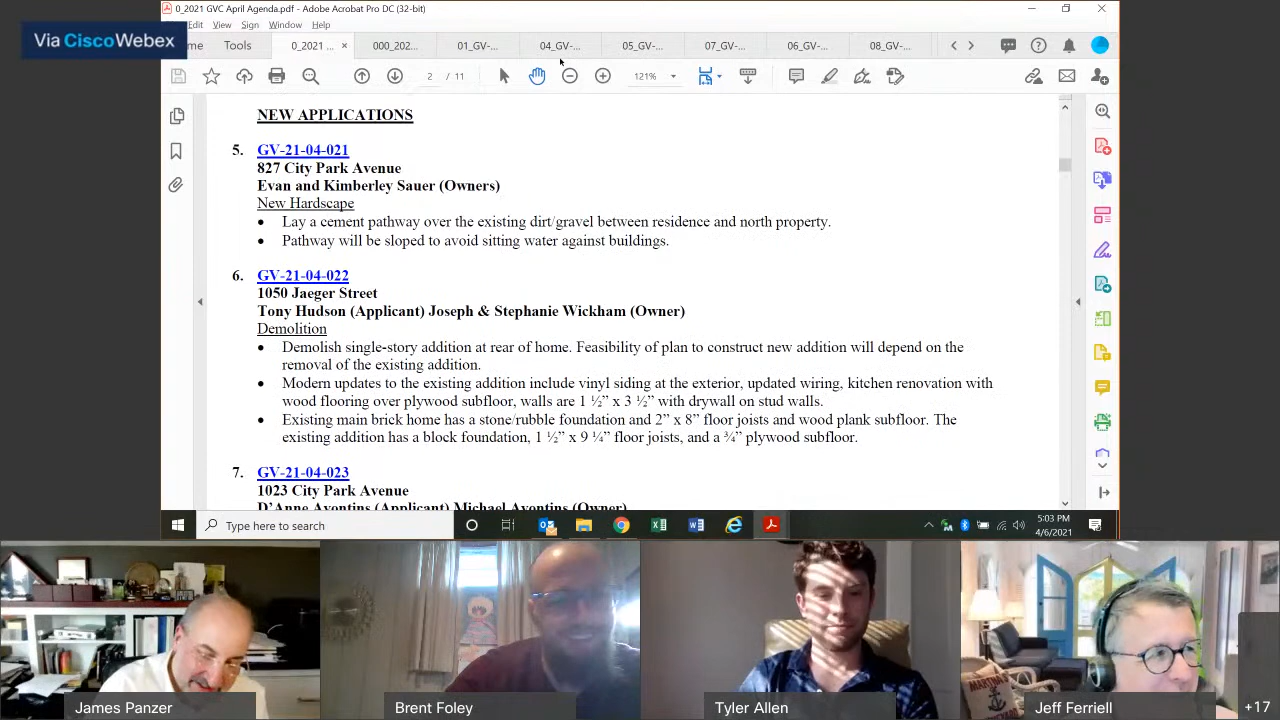 0_2021 GVC April Agenda.pdf - Adobe Acrobat Pro DC (32-bit)
Via Cisco Webex
View Sign Window Help
Tools 0_2021 ... × 000_202... 01_GV-... 04_GV-... 05_GV-... 07_GV-... 06_GV-... 08_GV-...
2 / 11 121%
NEW APPLICATIONS
5. GV-21-04-021
827 City Park Avenue
Evan and Kimberley Sauer (Owners)
New Hardscape
• Lay a cement pathway over the existing dirt/gravel between residence and north property.
• Pathway will be sloped to avoid sitting water against buildings.
6. GV-21-04-022
1050 Jaeger Street
Tony Hudson (Applicant) Joseph & Stephanie Wickham (Owner)
Demolition
• Demolish single-story addition at rear of home. Feasibility of plan to construct new addition will depend on the
removal of the existing addition.
• Modern updates to the existing addition include vinyl siding at the exterior, updated wiring, kitchen renovation with
wood flooring over plywood subfloor, walls are 1 ½” x 3 ½” with drywall on stud walls.
• Existing main brick home has a stone/rubble foundation and 2” x 8” floor joists and wood plank subfloor. The
existing addition has a block foundation, 1 ½” x 9 ¼” floor joists, and a ¾” plywood subfloor.
7. GV-21-04-023
1023 City Park Avenue
D’Anne Avontins (Applicant) Michael Avontins (Owner)
Type here to search
5:03 PM
4/6/2021
James Panzer
Brent Foley
Tyler Allen
Jeff Ferriell
+17